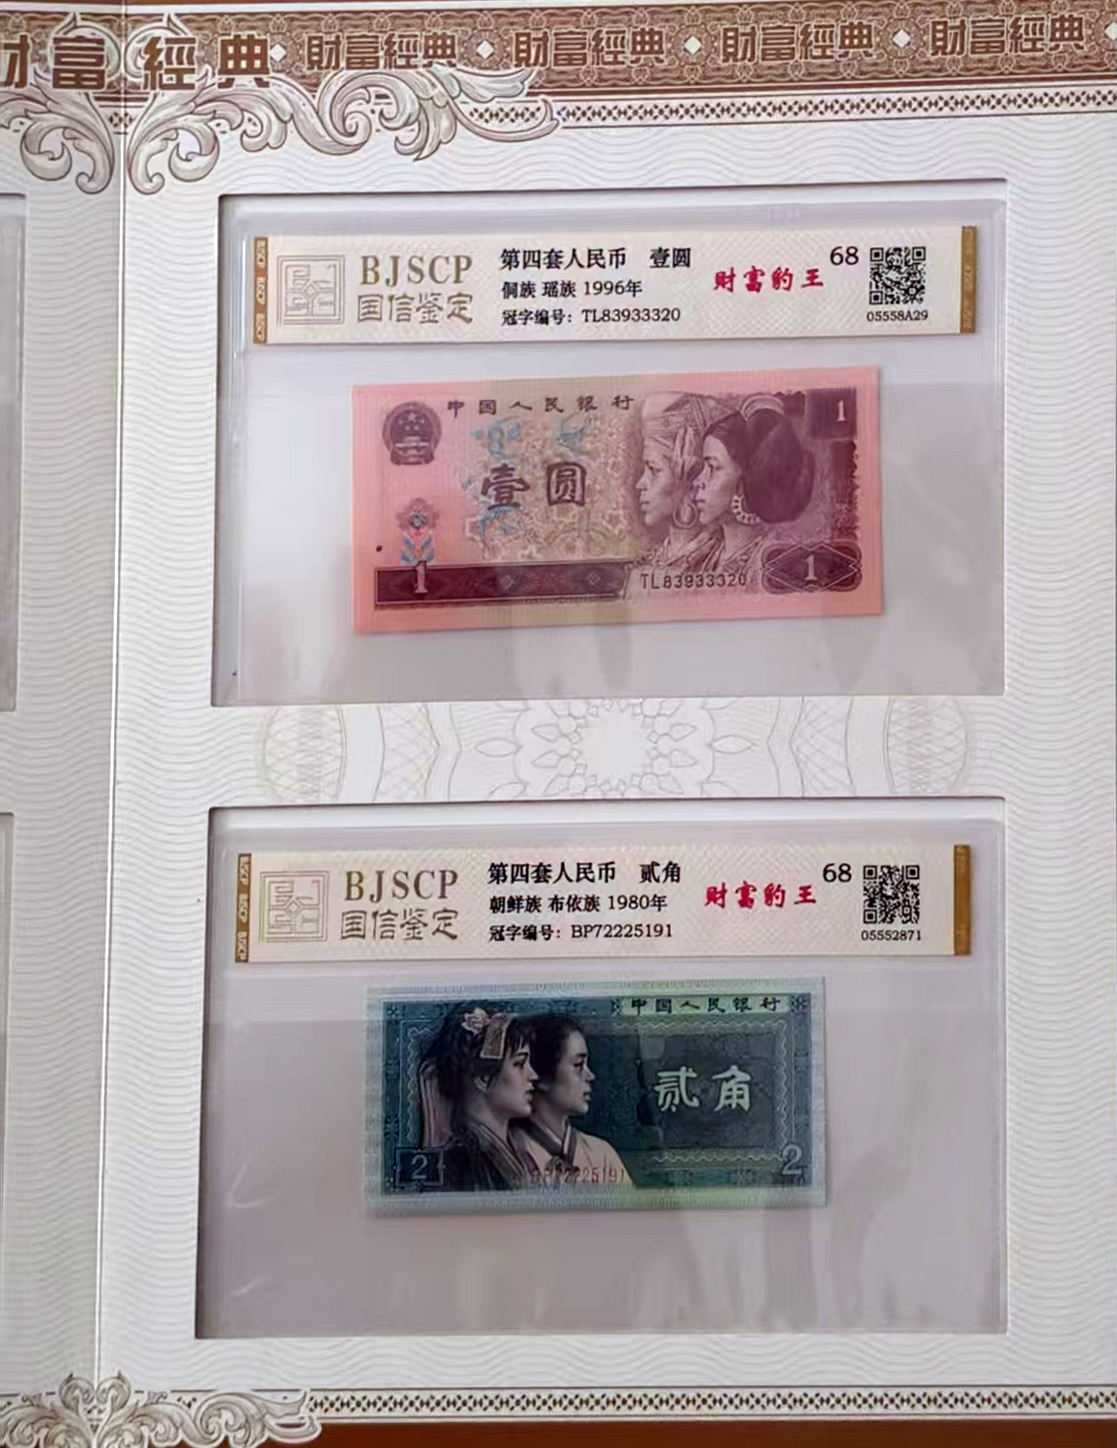 財富經典 財富經典 財富經典 財富經典 財富經典
BJSCP
国信鉴定
第四套人民币 壹圆
侗族 瑶族 1996年
冠字编号: TL83933320
财富豹王
68
05558A29
中国人民银行
1
壹圆
1
TL83933320
1
BJSCP
国信鉴定
第四套人民币 贰角
朝鲜族 布依族 1980年
冠字编号: BP72225191
财富豹王
68
05552871
中国人民银行
贰角
2
2